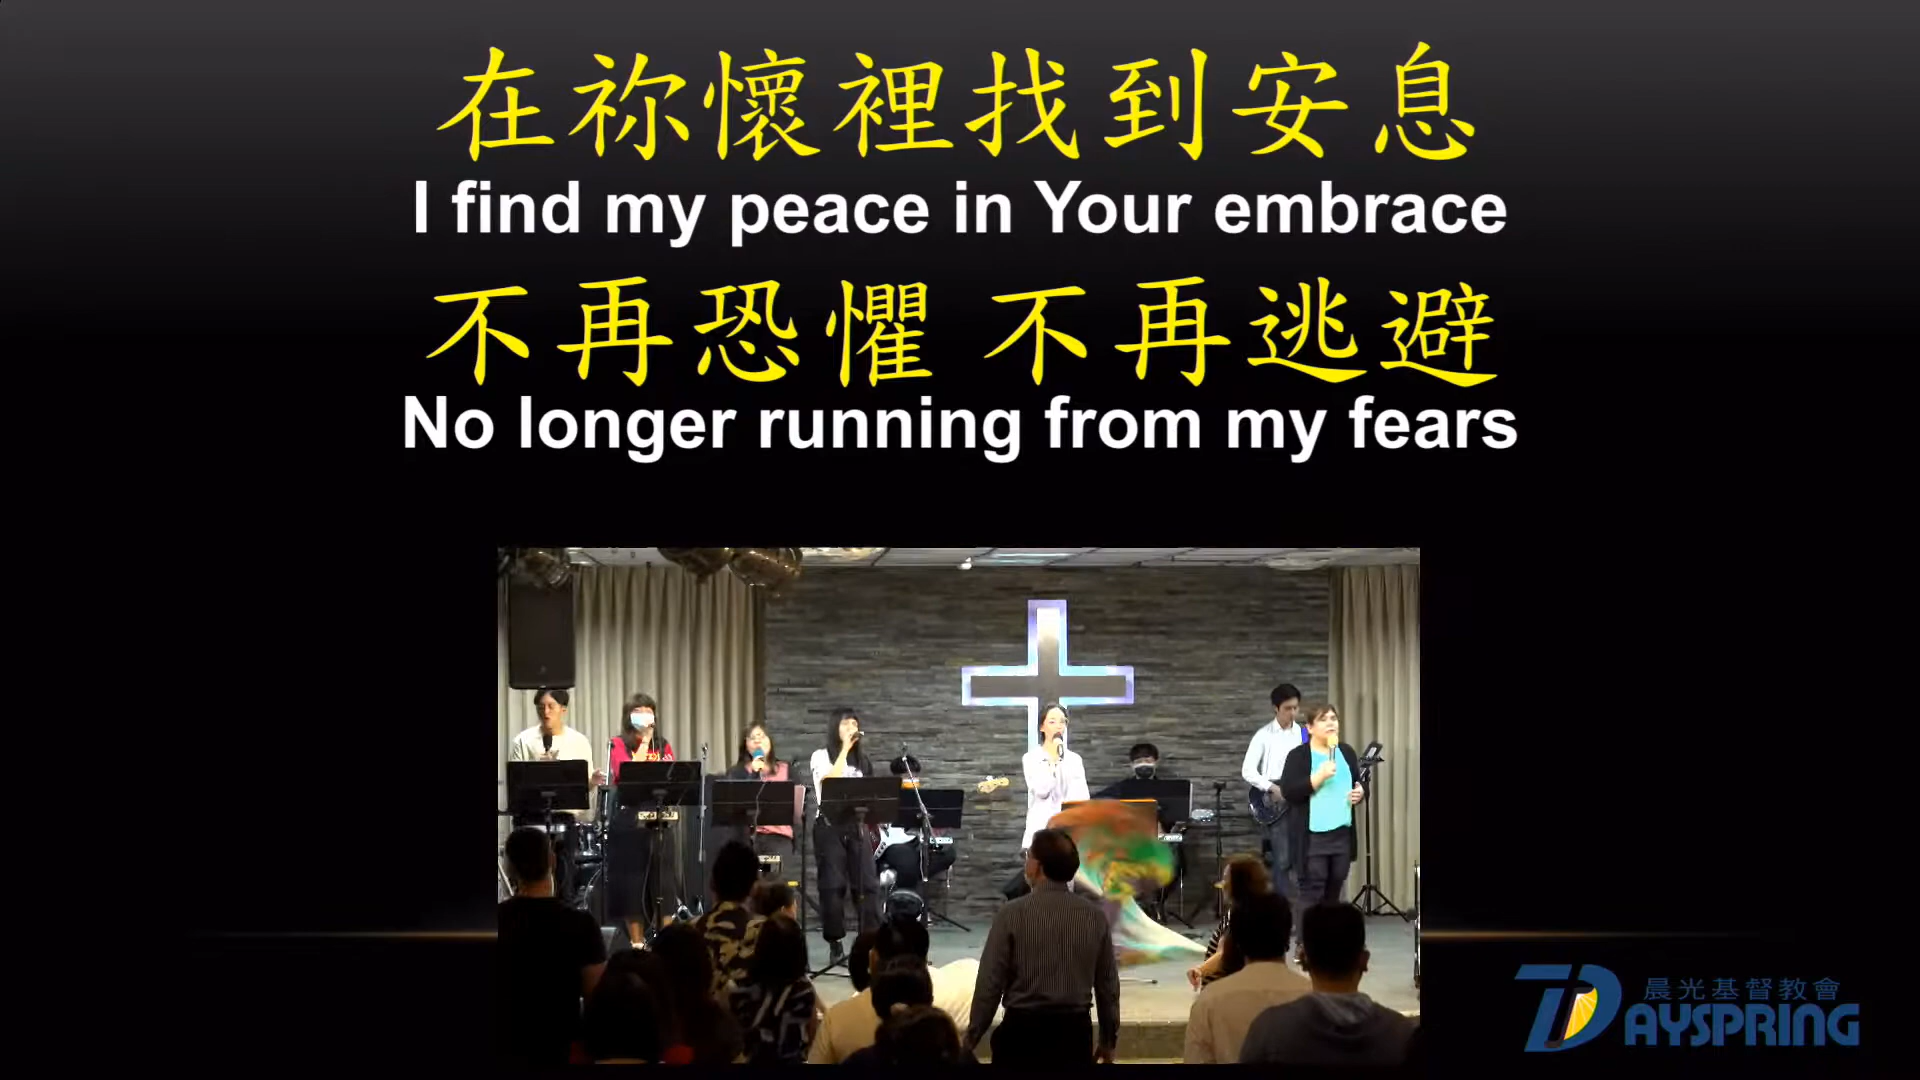 在祢懷裡找到安息
I find my peace in Your embrace
不再恐懼 不再逃避
No longer running from my fears
晨光基督教會
DAYSPRING